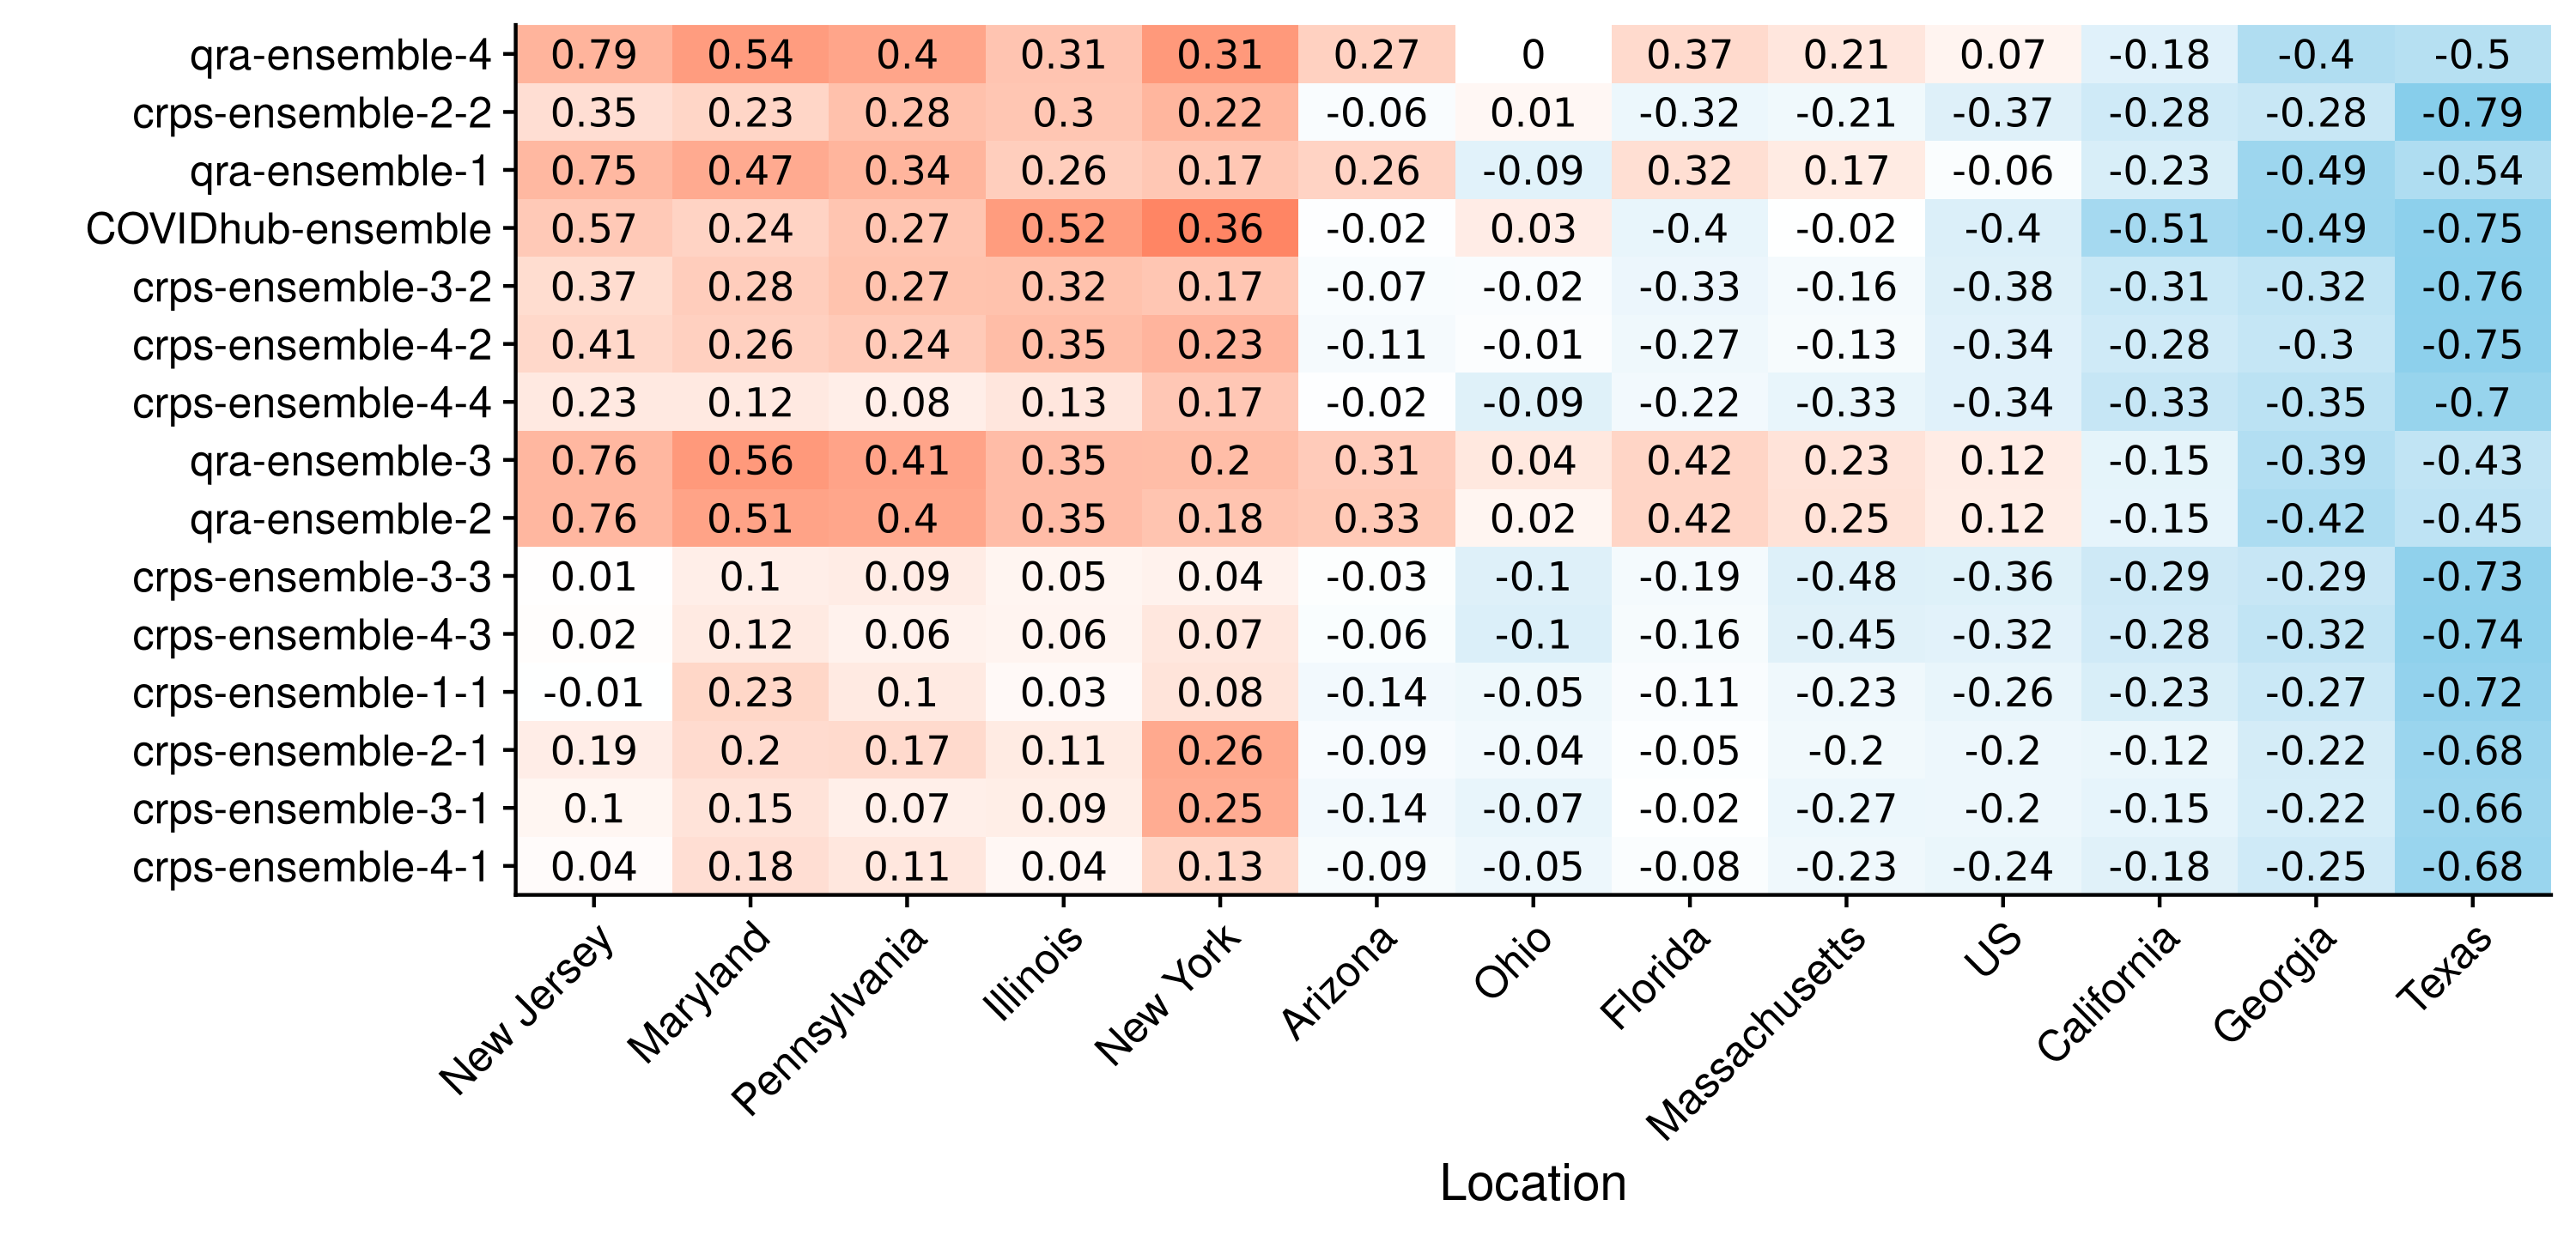 qra-ensemble-4 0.79 0.54 0.4 0.31 0.31 0.27 0 0.37 0.21 0.07 -0.18 -0.4 -0.5
crps-ensemble-2-2 0.35 0.23 0.28 0.3 0.22 -0.06 0.01 -0.32 -0.21 -0.37 -0.28 -0.28 -0.79
qra-ensemble-1 0.75 0.47 0.34 0.26 0.17 0.26 -0.09 0.32 0.17 -0.06 -0.23 -0.49 -0.54
COVIDhub-ensemble 0.57 0.24 0.27 0.52 0.36 -0.02 0.03 -0.4 -0.02 -0.4 -0.51 -0.49 -0.75
crps-ensemble-3-2 0.37 0.28 0.27 0.32 0.17 -0.07 -0.02 -0.33 -0.16 -0.38 -0.31 -0.32 -0.76
crps-ensemble-4-2 0.41 0.26 0.24 0.35 0.23 -0.11 -0.01 -0.27 -0.13 -0.34 -0.28 -0.3 -0.75
crps-ensemble-4-4 0.23 0.12 0.08 0.13 0.17 -0.02 -0.09 -0.22 -0.33 -0.34 -0.33 -0.35 -0.7
qra-ensemble-3 0.76 0.56 0.41 0.35 0.2 0.31 0.04 0.42 0.23 0.12 -0.15 -0.39 -0.43
qra-ensemble-2 0.76 0.51 0.4 0.35 0.18 0.33 0.02 0.42 0.25 0.12 -0.15 -0.42 -0.45
crps-ensemble-3-3 0.01 0.1 0.09 0.05 0.04 -0.03 -0.1 -0.19 -0.48 -0.36 -0.29 -0.29 -0.73
crps-ensemble-4-3 0.02 0.12 0.06 0.06 0.07 -0.06 -0.1 -0.16 -0.45 -0.32 -0.28 -0.32 -0.74
crps-ensemble-1-1 -0.01 0.23 0.1 0.03 0.08 -0.14 -0.05 -0.11 -0.23 -0.26 -0.23 -0.27 -0.72
crps-ensemble-2-1 0.19 0.2 0.17 0.11 0.26 -0.09 -0.04 -0.05 -0.2 -0.2 -0.12 -0.22 -0.68
crps-ensemble-3-1 0.1 0.15 0.07 0.09 0.25 -0.14 -0.07 -0.02 -0.27 -0.2 -0.15 -0.22 -0.66
crps-ensemble-4-1 0.04 0.18 0.11 0.04 0.13 -0.09 -0.05 -0.08 -0.23 -0.24 -0.18 -0.25 -0.68
New Jersey Maryland Pennsylvania Illinois New York Arizona Ohio Florida Massachusetts US California Georgia Texas
Location